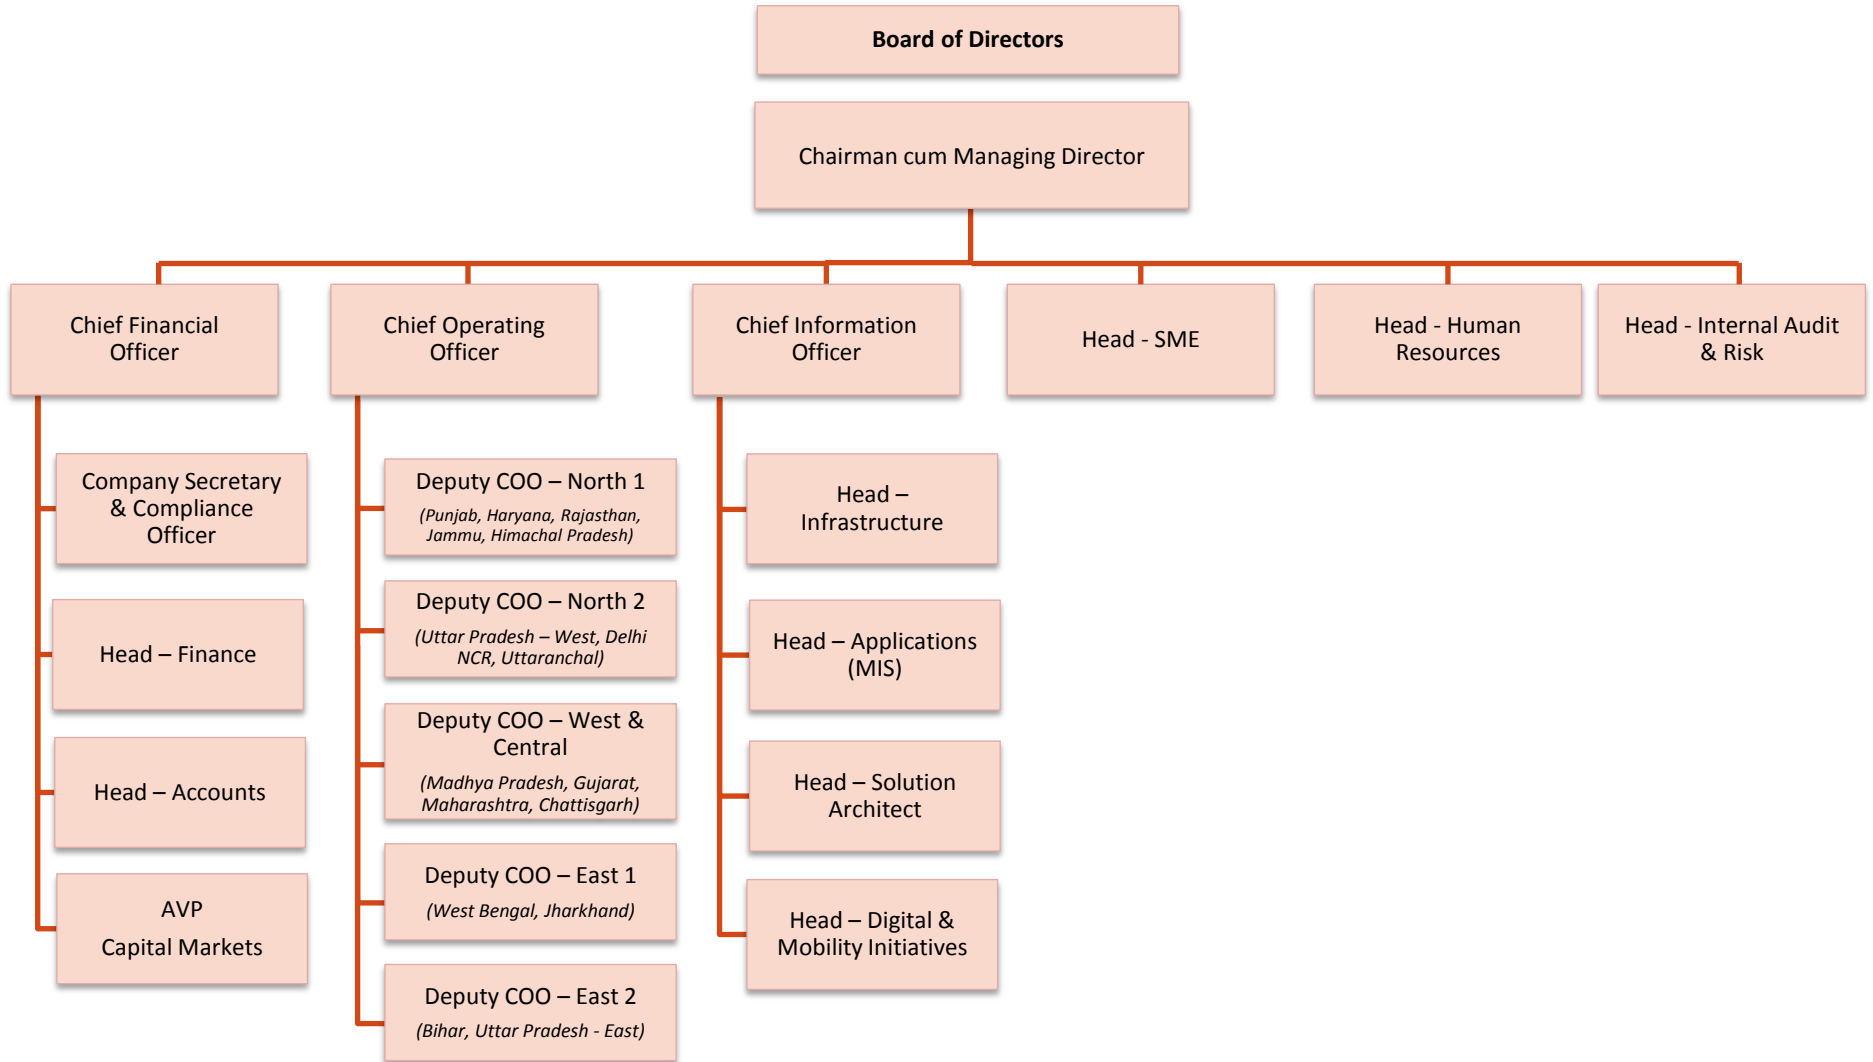 Board of Directors
Chairman cum Managing Director
Chief Financial
Officer
Chief Operating
Officer
Chief Information
Officer
Head - SME
Head - Human
Resources
Head - Internal Audit
& Risk
Company Secretary
& Compliance
Officer
Head – Finance
Head – Accounts
AVP
Capital Markets
Deputy COO – North 1
(Punjab, Haryana, Rajasthan,
Jammu, Himachal Pradesh)
Deputy COO – North 2
(Uttar Pradesh – West, Delhi
NCR, Uttaranchal)
Deputy COO – West &
Central
(Madhya Pradesh, Gujarat,
Maharashtra, Chattisgarh)
Deputy COO – East 1
(West Bengal, Jharkhand)
Deputy COO – East 2
(Bihar, Uttar Pradesh - East)
Head –
Infrastructure
Head – Applications
(MIS)
Head – Solution
Architect
Head – Digital &
Mobility Initiatives